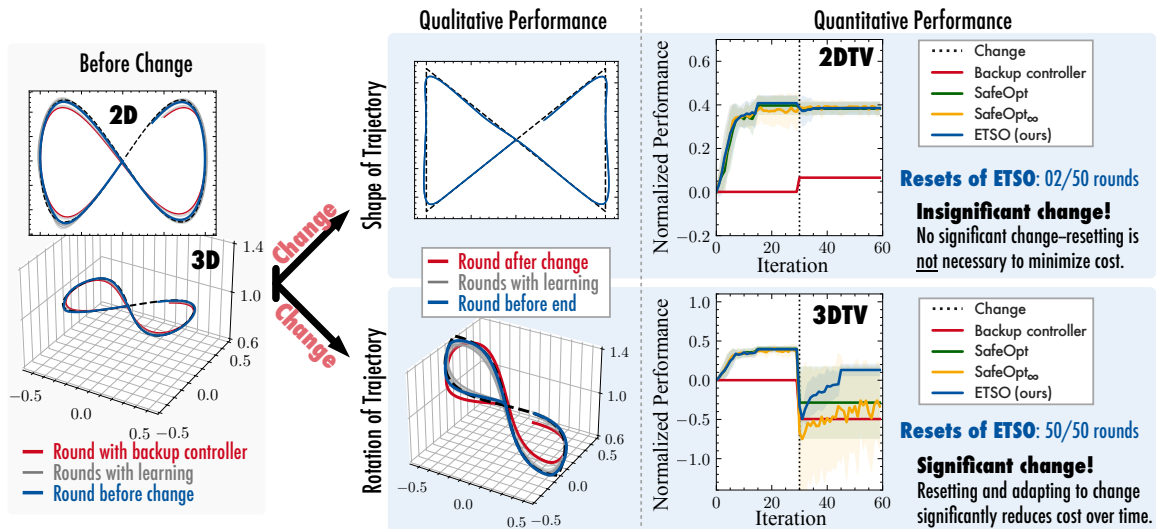 Before Change
2D
3D
1.4
1.0
0.6
0.5
0.0
−0.5
−0.5
0.0
0.5
Round with backup controller
Rounds with learning
Round before change
Change
Change
Qualitative Performance
Shape of Trajectory
Round after change
Rounds with learning
Round before end
Rotation of Trajectory
1.4
1.0
0.6
0.5
0.0
−0.5
−0.5
0.0
0.5
Quantitative Performance
2DTV
Normalized Performance
0.6
0.4
0.2
0.0
−0.2
0
20
40
60
Iteration
Change
Backup controller
SafeOpt
SafeOpt∞
ETSO (ours)
Resets of ETSO: 02/50 rounds
Insignificant change!
No significant change–resetting is
not necessary to minimize cost.
3DTV
Normalized Performance
1.0
0.5
0.0
−0.5
−1.0
0
20
40
60
Iteration
Change
Backup controller
SafeOpt
SafeOpt∞
ETSO (ours)
Resets of ETSO: 50/50 rounds
Significant change!
Resetting and adapting to change
significantly reduces cost over time.